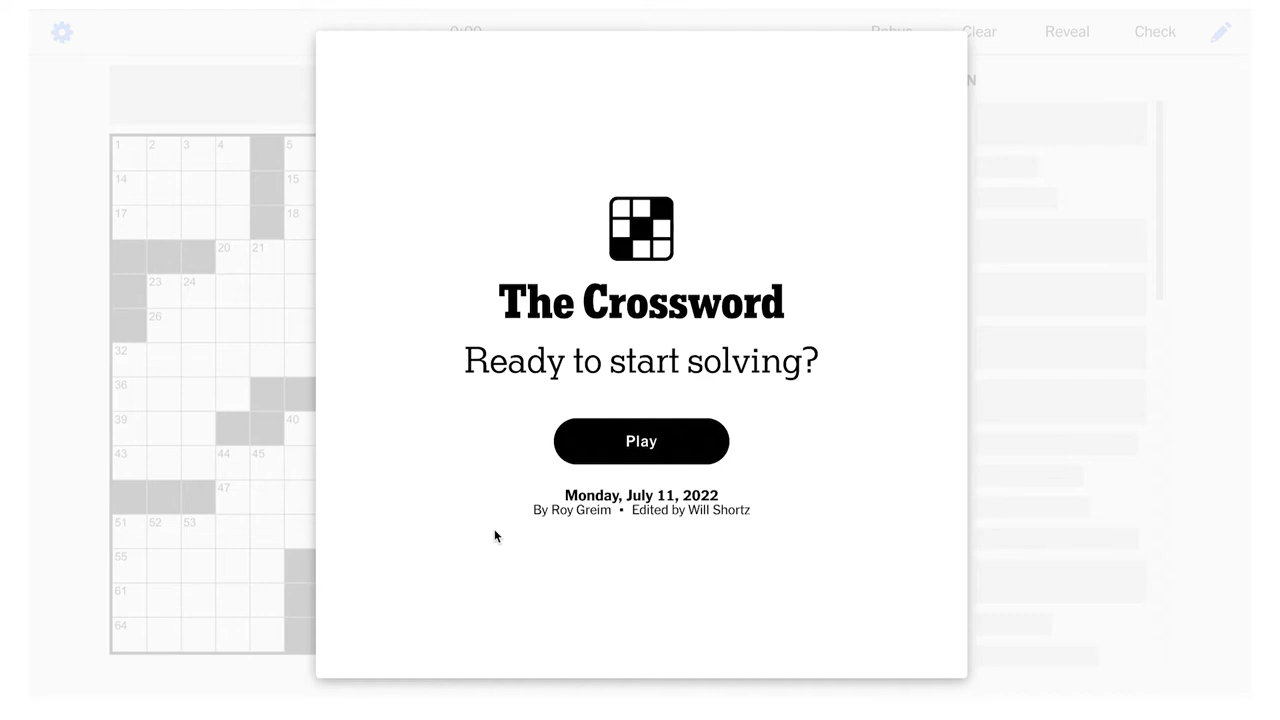 Clear Reveal Check
N
1 2 3 4 5
14 15
17 18
20 21
23 24
26
32
36
39 40
43 44 45
47
51 52 53
55
61
64
The Crossword
Ready to start solving?
Play
Monday, July 11, 2022
By Roy Greim • Edited by Will Shortz